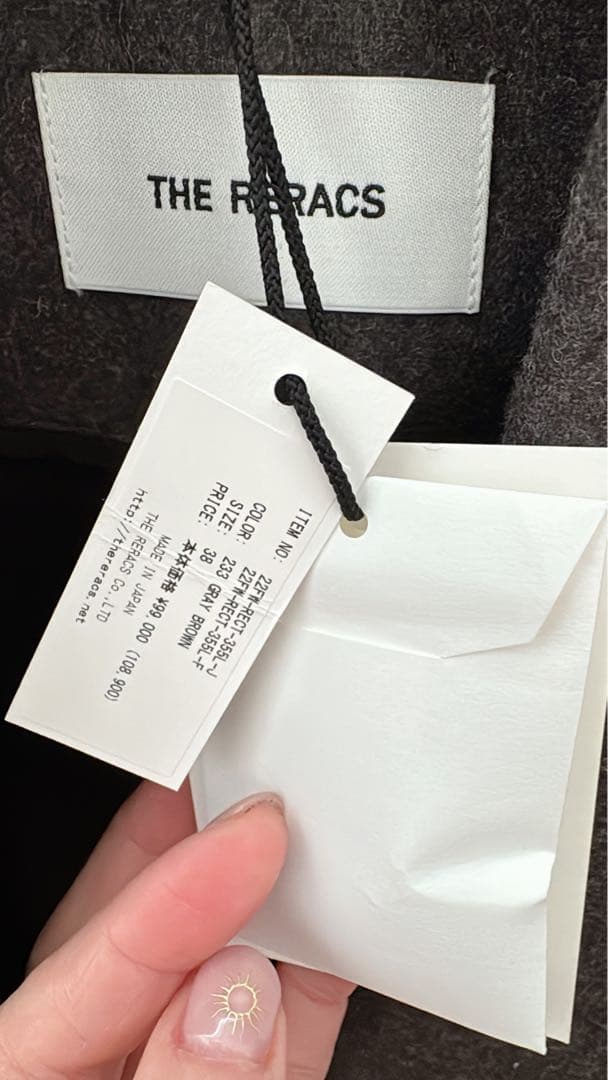 THE RERACS
ITEM NO: 22FW-RECT-355L-J
22FW-RECT-355L-F
COLOR: 233 GRAY BROWN
SIZE: 38
PRICE: 本体価格 ¥99,000 (108,900)
MADE IN JAPAN
THE RERACS Co.,LTD
http://thereracs.net